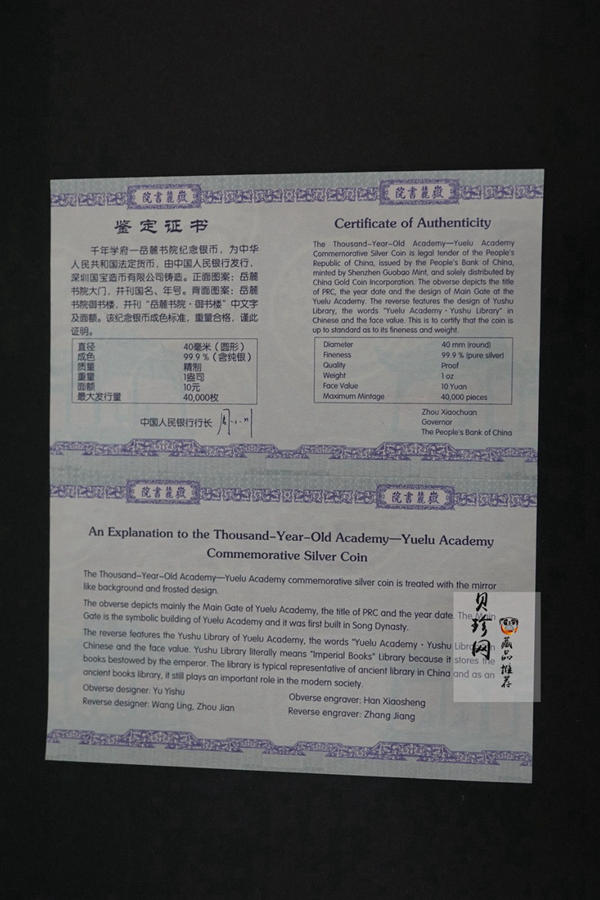 院書麓嶽
院書麓嶽
鉴定证书
千年学府—岳麓书院纪念银币，为中华
人民共和国法定货币，由中国人民银行发行，
深圳国宝造币有限公司铸造。正面图案：岳麓
书院大门，并刊国名、年号。背面图案：岳麓
书院御书楼，并刊“岳麓书院·御书楼”中文字
及面额。该纪念银币成色标准，重量合格，谨此
证明。
直径 40毫米（圆形）
成色 99.9％（含纯银）
质量 精制
重量 1盎司
面额 10元
最大发行量 40,000枚
中国人民银行行长
Certificate of Authenticity
The Thousand-Year-Old Academy—Yuelu Academy
Commemorative Silver Coin is legal tender of the People's
Republic of China, issued by the People's Bank of China,
minted by Shenzhen Guobao Mint, and solely distributed by
China Gold Coin Incorporation. The obverse depicts the title
of PRC, the year date and the design of Main Gate at the
Yuelu Academy. The reverse features the design of Yushu
Library, the words "Yuelu Academy·Yushu Library" in
Chinese and the face value. This is to certify that the coin is
up to standard as to its fineness and weight.
Diameter 40 mm (round)
Fineness 99.9 % (pure silver)
Quality Proof
Weight 1 oz
Face Value 10 Yuan
Maximum Mintage 40,000 pieces
Zhou Xiaochuan
Governor
The People's Bank of China
院書麓嶽
院書麓嶽
An Explanation to the Thousand-Year-Old Academy—Yuelu Academy
Commemorative Silver Coin
The Thousand-Year-Old Academy—Yuelu Academy commemorative silver coin is treated with the mirror
like background and frosted design.
The obverse depicts mainly the Main Gate of Yuelu Academy, the title of PRC and the year date. The Main
Gate is the symbolic building of Yuelu Academy and it was first built in Song Dynasty.
The reverse features the Yushu Library of Yuelu Academy, the words "Yuelu Academy·Yushu Library" in
Chinese and the face value. Yushu Library literally means "Imperial Books" Library because it stores the
books bestowed by the emperor. The library is typical representative of ancient library in China and as an
ancient books library, it still plays an important role in the modern society.
Obverse designer: Yu Yishu
Reverse designer: Wang Ling, Zhou Jian
Obverse engraver: Han Xiaosheng
Reverse engraver: Zhang Jiang
贝珍网
藏品推荐